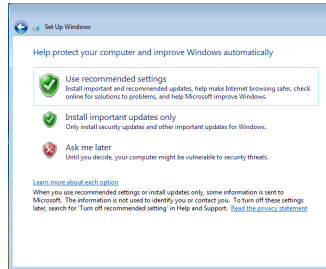 Set Up Windows
Help protect your computer and improve Windows automatically
Use recommended settings
Install important and recommended updates, help make Internet browsing safer, check
online for solutions to problems, and help Microsoft improve Windows.
Install important updates only
Only install security updates and other important updates for Windows.
Ask me later
Until you decide, your computer might be vulnerable to security threats.
Learn more about each option
When you use recommended settings or install updates only, some information is sent to
Microsoft. The information is not used to identify you or contact you. To turn off these settings
later, search for 'Turn off recommended setting' in Help and Support. Read the privacy statement